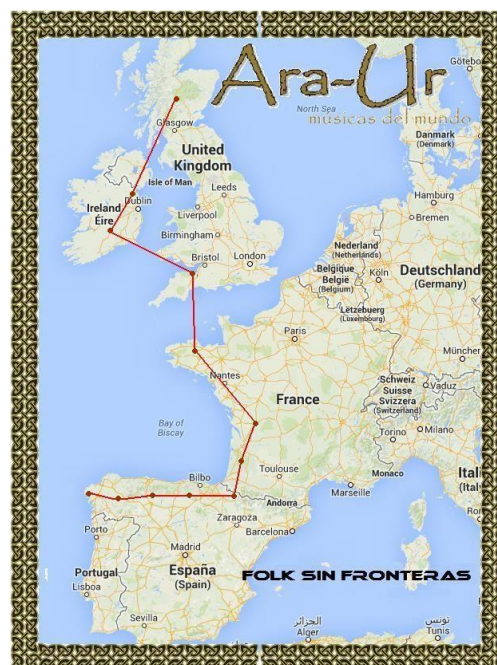 Götebo
Ara-Ur
North Sea
músicas del mundo
Glasgow
Danmark
(Denmark)
United
Kingdom
Isle of Man
Leeds
Hamburg
Dublin
Ireland
Éire
Liverpool
Bremen
Birmingham
Nederland
(Netherlands)
Bristol
London
Belgique
België
(Belgium)
Köln
Deutschland
(Germany)
Lëtzebuerg
(Luxembourg)
Paris
München
Nantes
Schweiz
Suisse
Svizzera
(Switzerland)
Vaduz
France
Bay of
Biscay
Torino
Milano
Toulouse
Monaco
Itali
(Italy
Bilbo
Andorra
Marseille
Ro
Zaragoza
Porto
Barcelona
Madrid
Portugal
España
(Spain)
FOLK SIN FRONTERAS
Lisboa
Sevilla
الجزائر
Alger
تونس
Tunis